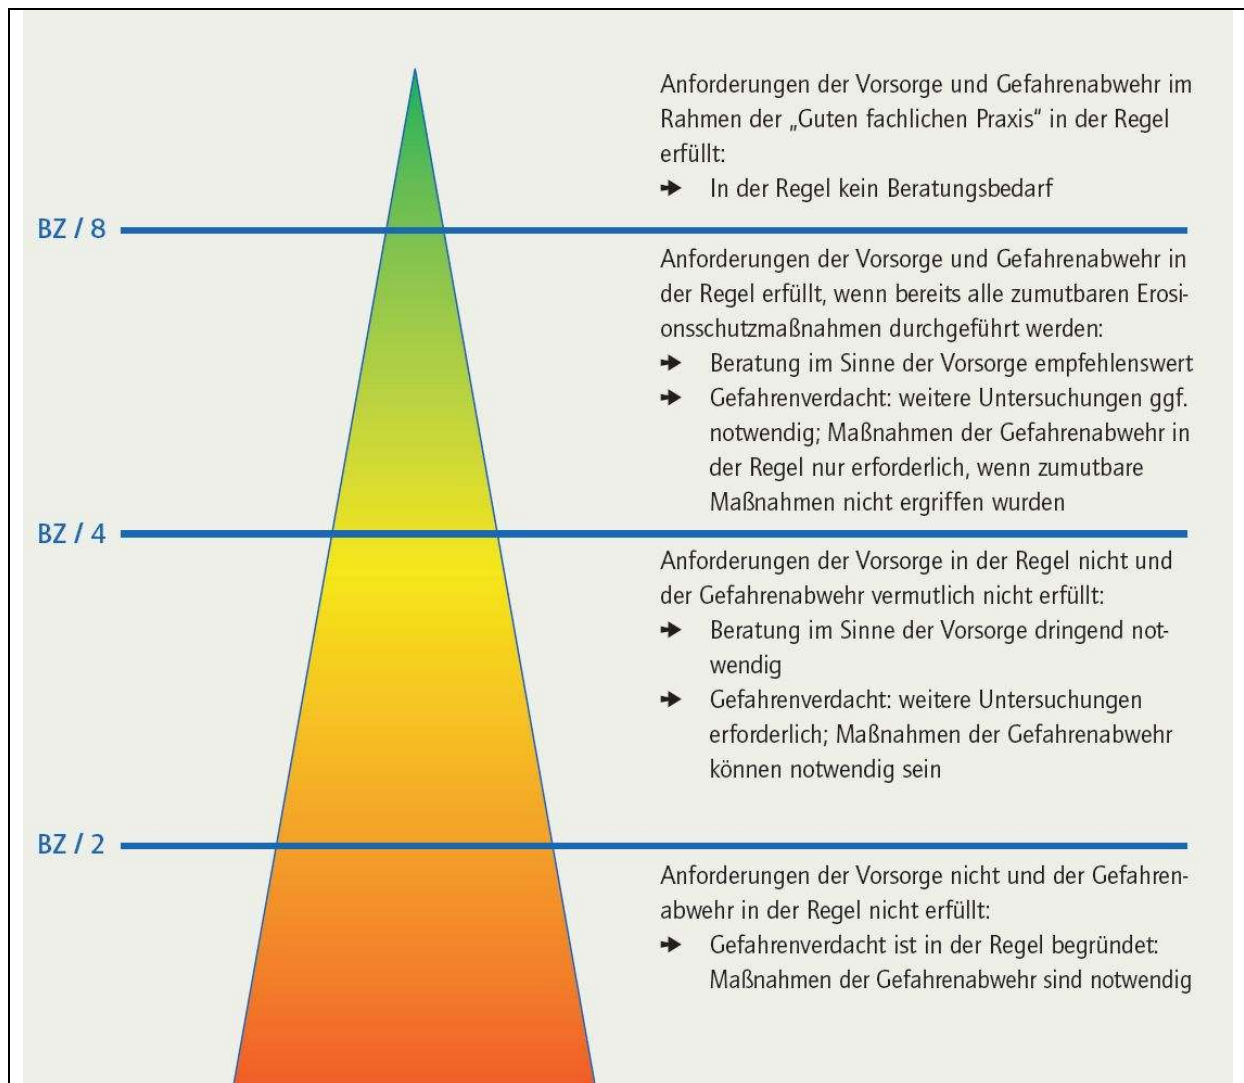 Anforderungen der Vorsorge und Gefahrenabwehr im
Rahmen der „Guten fachlichen Praxis“ in der Regel
erfüllt:
➔ In der Regel kein Beratungsbedarf
BZ / 8
Anforderungen der Vorsorge und Gefahrenabwehr in
der Regel erfüllt, wenn bereits alle zumutbaren Erosi-
onsschutzmaßnahmen durchgeführt werden:
➔ Beratung im Sinne der Vorsorge empfehlenswert
➔ Gefahrenverdacht: weitere Untersuchungen ggf.
notwendig; Maßnahmen der Gefahrenabwehr in
der Regel nur erforderlich, wenn zumutbare
Maßnahmen nicht ergriffen wurden
BZ / 4
Anforderungen der Vorsorge in der Regel nicht und
der Gefahrenabwehr vermutlich nicht erfüllt:
➔ Beratung im Sinne der Vorsorge dringend not-
wendig
➔ Gefahrenverdacht: weitere Untersuchungen
erforderlich; Maßnahmen der Gefahrenabwehr
können notwendig sein
BZ / 2
Anforderungen der Vorsorge nicht und der Gefahren-
abwehr in der Regel nicht erfüllt:
➔ Gefahrenverdacht ist in der Regel begründet:
Maßnahmen der Gefahrenabwehr sind notwendig